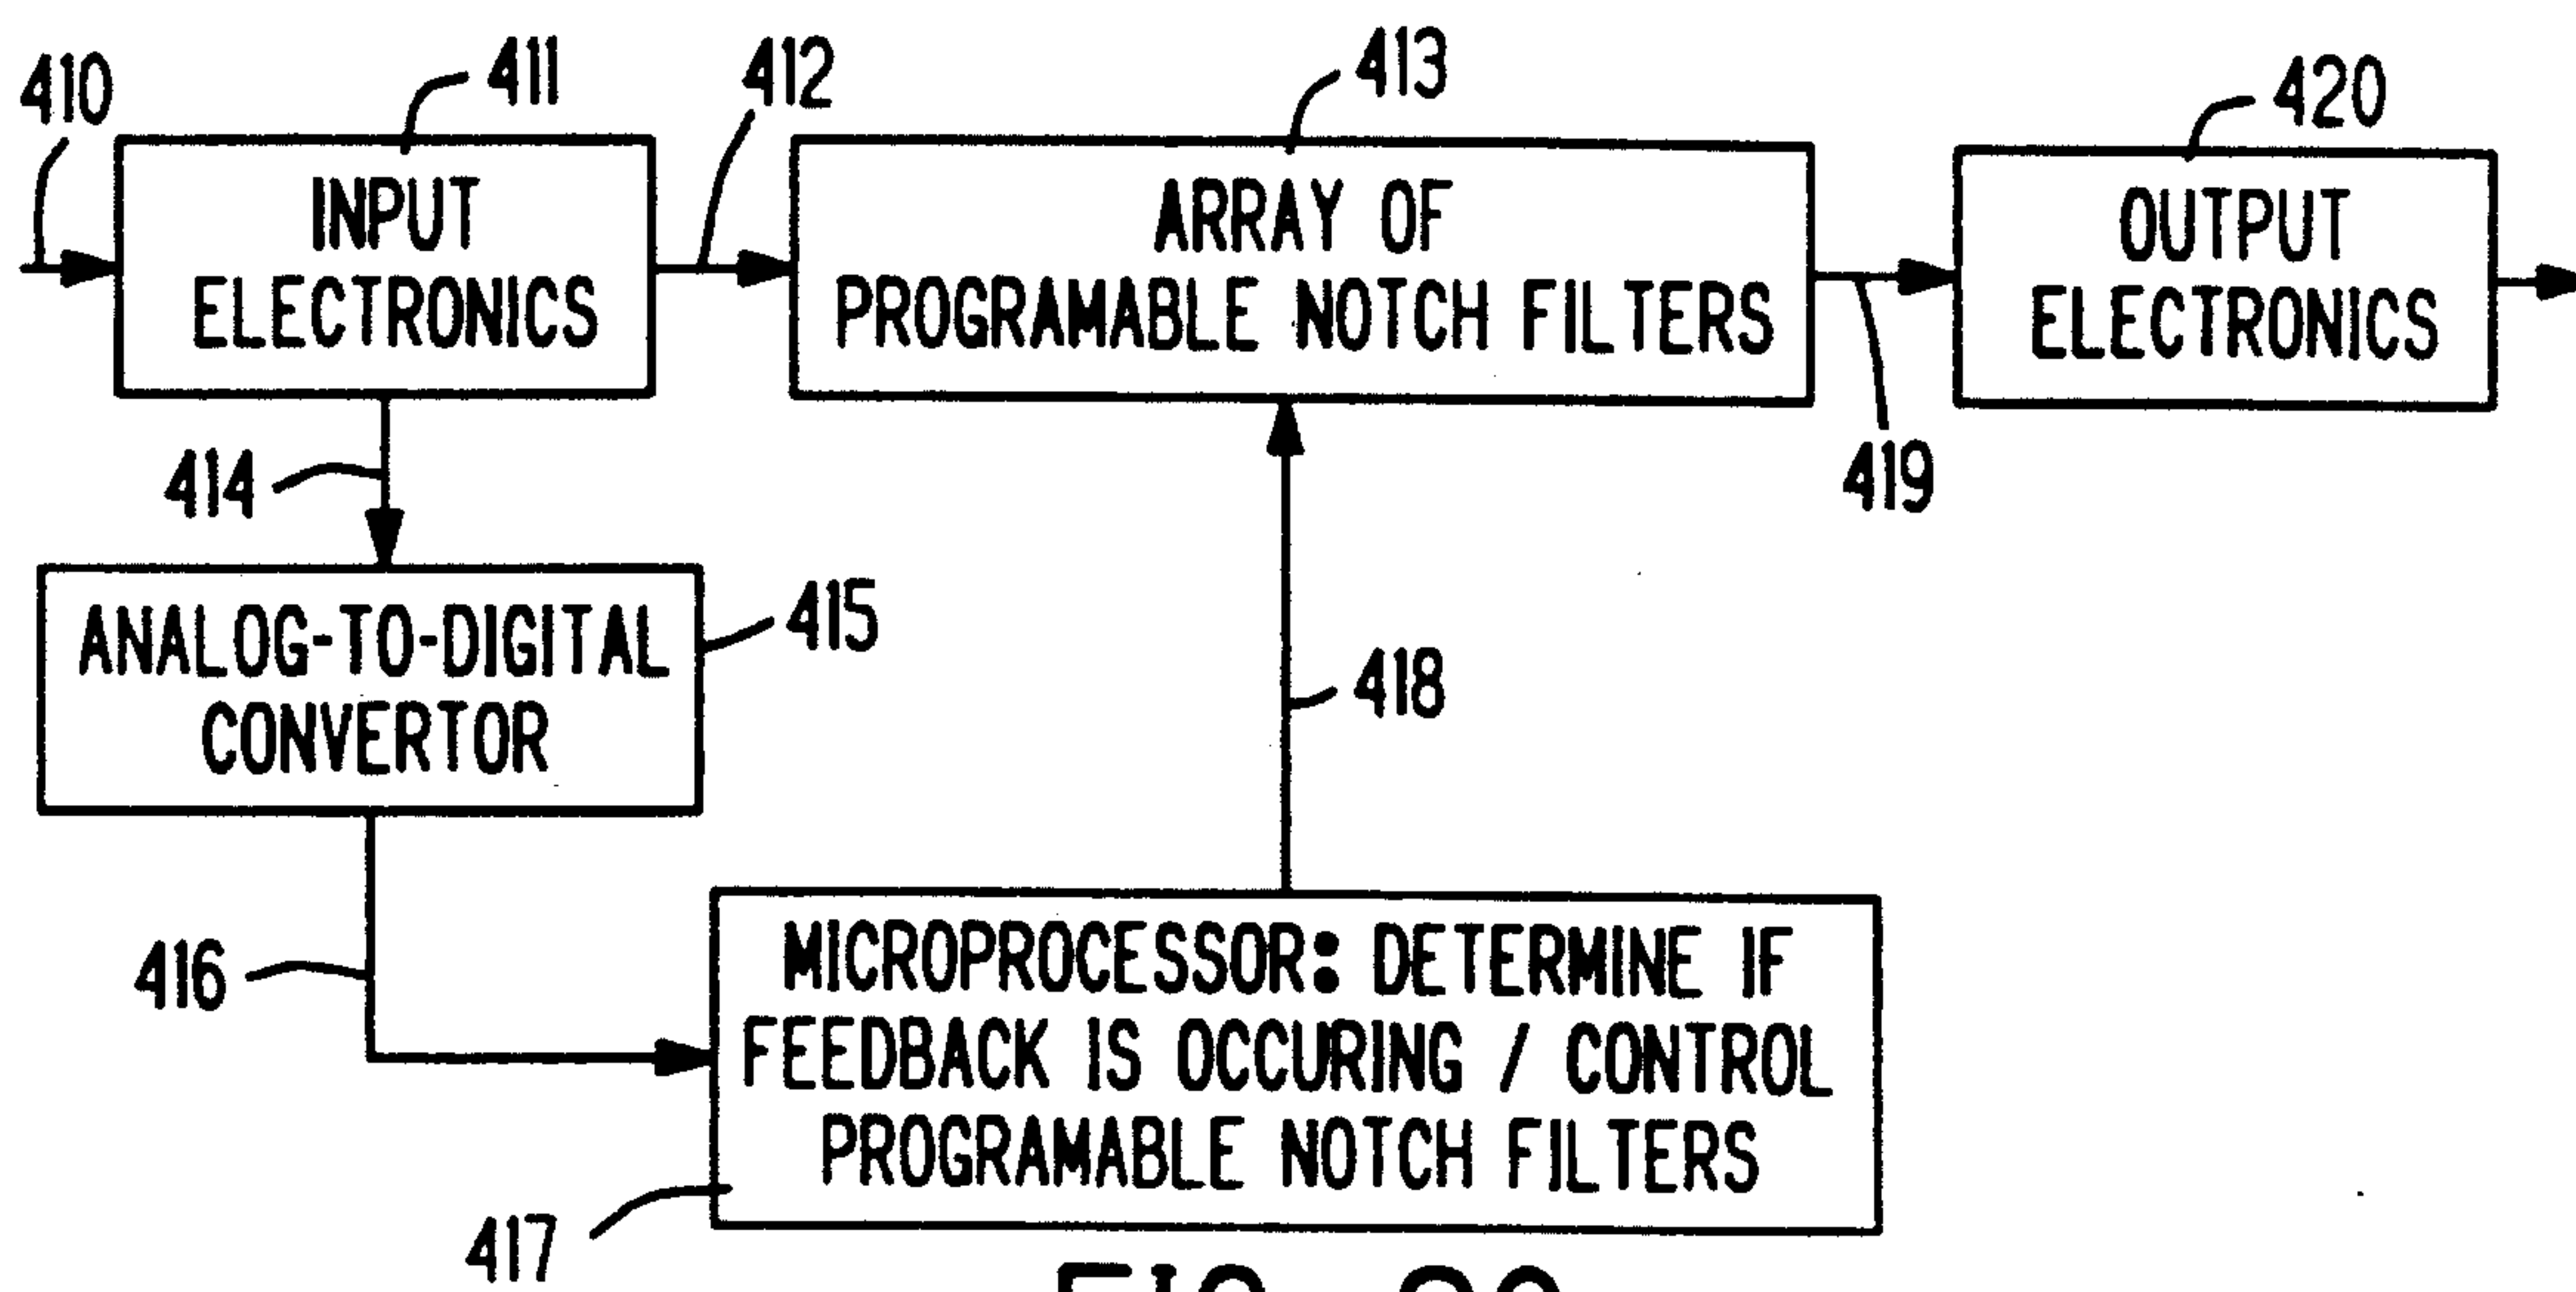 410
411
412
413
420
INPUT
ELECTRONICS
ARRAY OF
PROGRAMABLE NOTCH FILTERS
OUTPUT
ELECTRONICS
414
419
ANALOG-TO-DIGITAL
CONVERTOR
415
418
416
MICROPROCESSOR: DETERMINE IF
FEEDBACK IS OCCURING / CONTROL
PROGRAMABLE NOTCH FILTERS
417